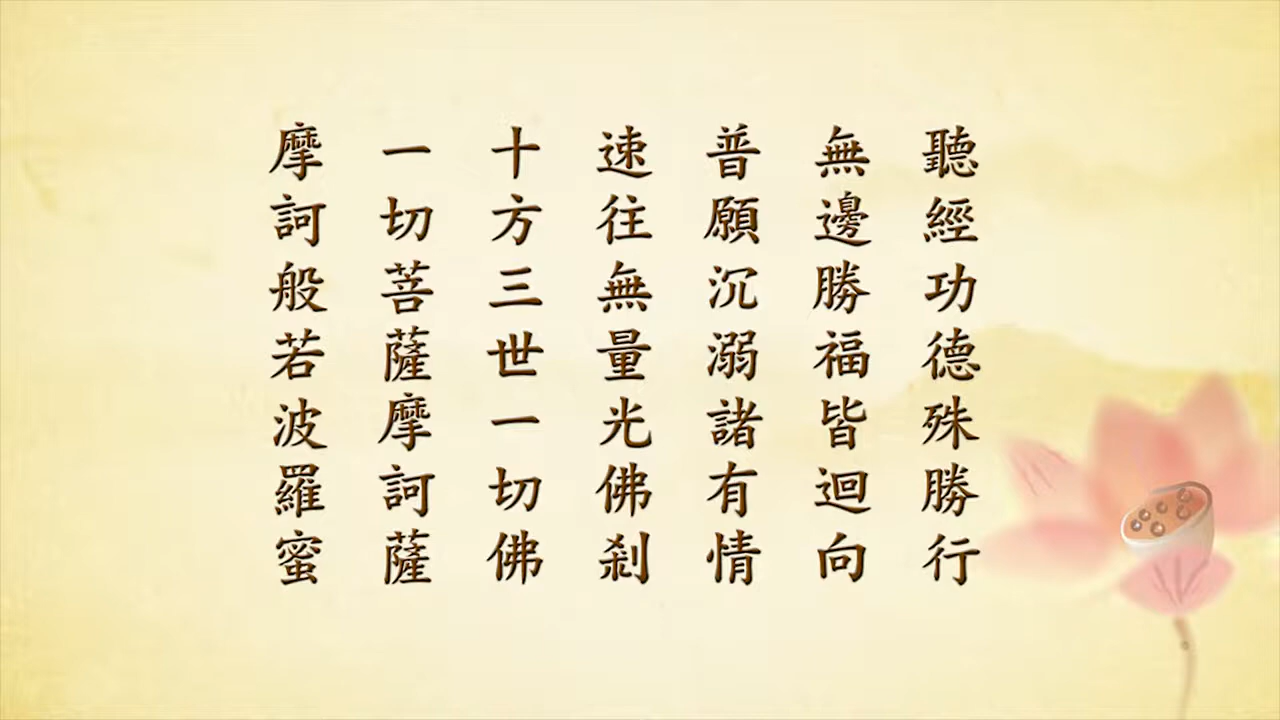 聽經功德殊勝行
無邊勝福皆迴向
普願沉溺諸有情
速往無量光佛剎
十方三世一切佛
一切菩薩摩訶薩
摩訶般若波羅蜜